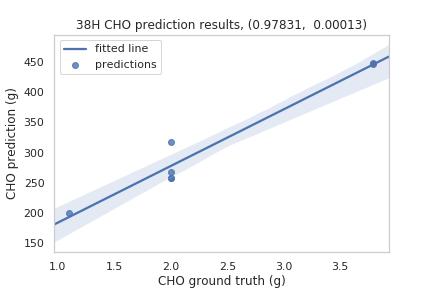 38H CHO prediction results, (0.97831, 0.00013)
fitted line
predictions
CHO prediction (g)
450
400
350
300
250
200
150
1.0 1.5 2.0 2.5 3.0 3.5
CHO ground truth (g)